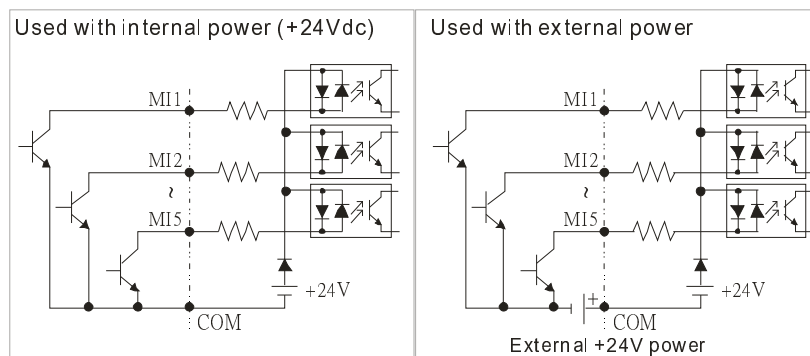 Used with internal power (+24Vdc)
MI1
MI2
~
MI5
+24V
COM
Used with external power
MI1
MI2
~
MI5
+24V
+
COM
External +24V power